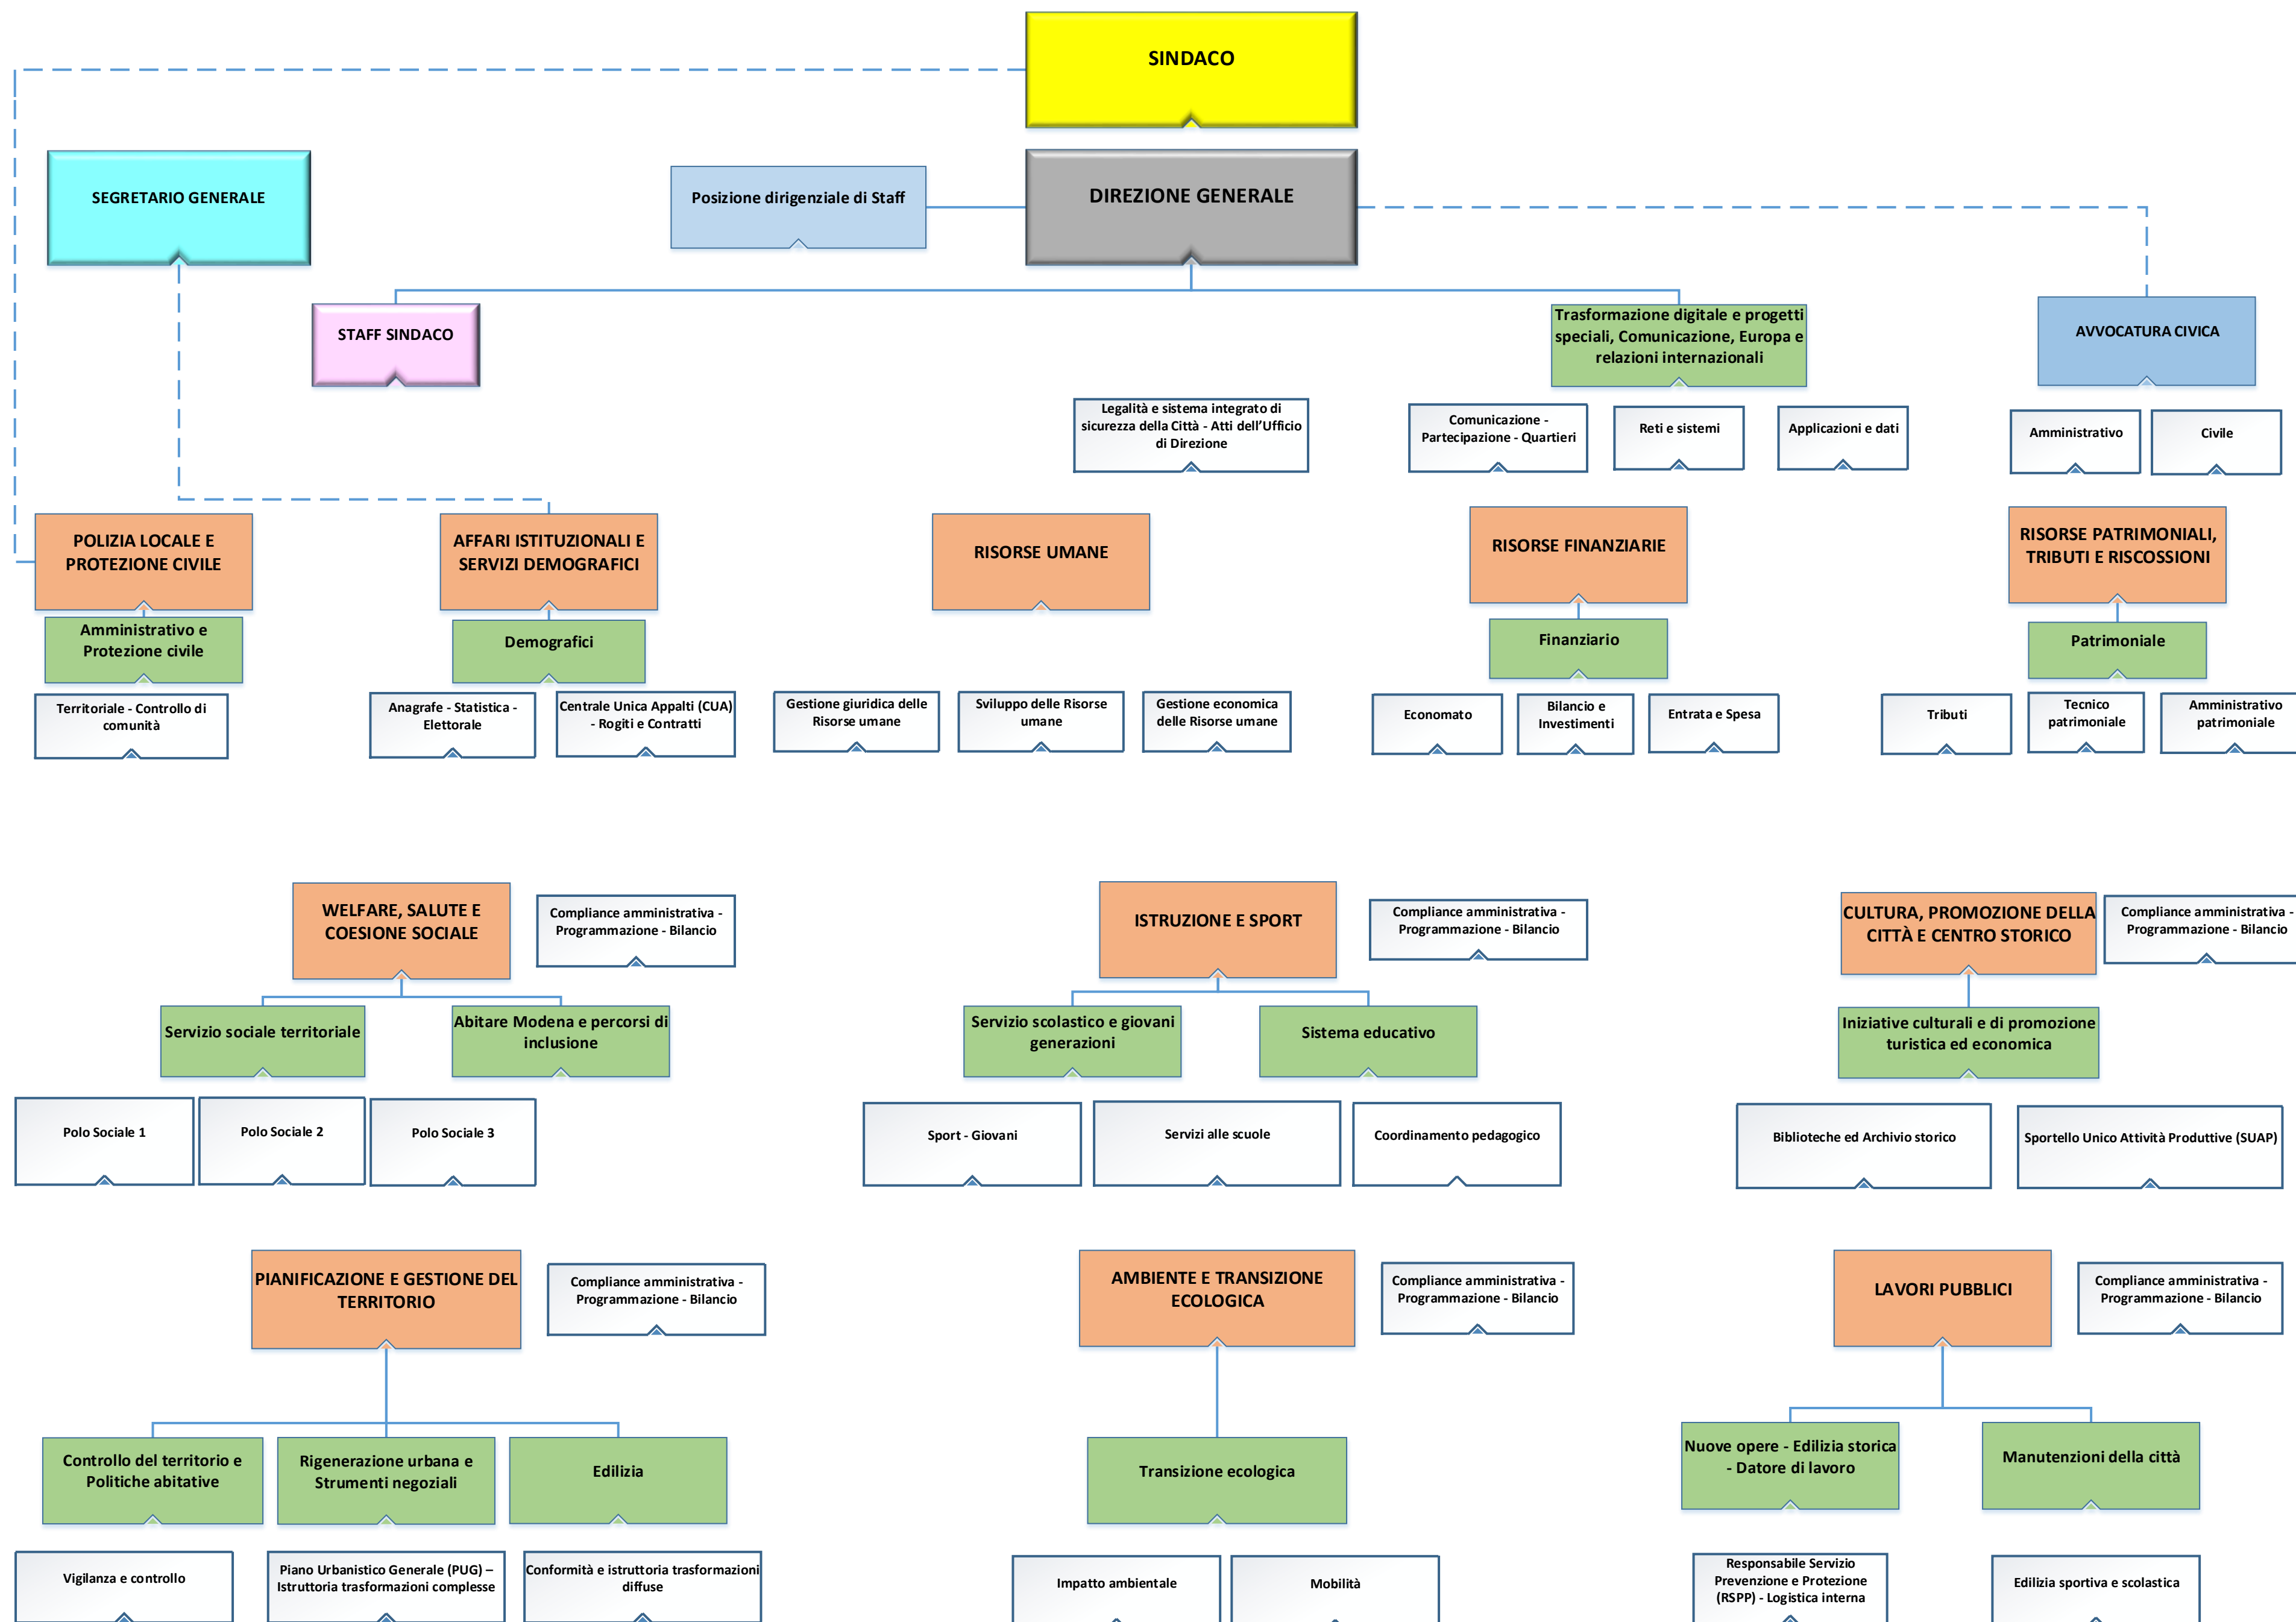 SINDACO
SEGRETARIO GENERALE
Posizione dirigenziale di Staff
DIREZIONE GENERALE
STAFF SINDACO
Trasformazione digitale e progetti
speciali, Comunicazione, Europa e
relazioni internazionali
AVVOCATURA CIVICA
Legalità e sistema integrato di
sicurezza della Città - Atti dell’Ufficio
di Direzione
Comunicazione -
Partecipazione - Quartieri
Reti e sistemi
Applicazioni e dati
Amministrativo
Civile
POLIZIA LOCALE E
PROTEZIONE CIVILE
AFFARI ISTITUZIONALI E
SERVIZI DEMOGRAFICI
RISORSE UMANE
RISORSE FINANZIARIE
RISORSE PATRIMONIALI,
TRIBUTI E RISCOSSIONI
Amministrativo e
Protezione civile
Demografici
Finanziario
Patrimoniale
Territoriale - Controllo di
comunità
Anagrafe - Statistica -
Elettorale
Centrale Unica Appalti (CUA)
- Rogiti e Contratti
Gestione giuridica delle
Risorse umane
Sviluppo delle Risorse
umane
Gestione economica
delle Risorse umane
Economato
Bilancio e
Investimenti
Entrata e Spesa
Tributi
Tecnico
patrimoniale
Amministrativo
patrimoniale
WELFARE, SALUTE E
COESIONE SOCIALE
Compliance amministrativa -
Programmazione - Bilancio
ISTRUZIONE E SPORT
Compliance amministrativa -
Programmazione - Bilancio
CULTURA, PROMOZIONE DELLA
CITTÀ E CENTRO STORICO
Compliance amministrativa -
Programmazione - Bilancio
Servizio sociale territoriale
Abitare Modena e percorsi di
inclusione
Servizio scolastico e giovani
generazioni
Sistema educativo
Iniziative culturali e di promozione
turistica ed economica
Polo Sociale 1
Polo Sociale 2
Polo Sociale 3
Sport - Giovani
Servizi alle scuole
Coordinamento pedagogico
Biblioteche ed Archivio storico
Sportello Unico Attività Produttive (SUAP)
PIANIFICAZIONE E GESTIONE DEL
TERRITORIO
Compliance amministrativa -
Programmazione - Bilancio
AMBIENTE E TRANSIZIONE
ECOLOGICA
Compliance amministrativa -
Programmazione - Bilancio
LAVORI PUBBLICI
Compliance amministrativa -
Programmazione - Bilancio
Controllo del territorio e
Politiche abitative
Rigenerazione urbana e
Strumenti negoziali
Edilizia
Transizione ecologica
Nuove opere - Edilizia storica
- Datore di lavoro
Manutenzioni della città
Vigilanza e controllo
Piano Urbanistico Generale (PUG) –
Istruttoria trasformazioni complesse
Conformità e istruttoria trasformazioni
diffuse
Impatto ambientale
Mobilità
Responsabile Servizio
Prevenzione e Protezione
(RSPP) - Logistica interna
Edilizia sportiva e scolastica